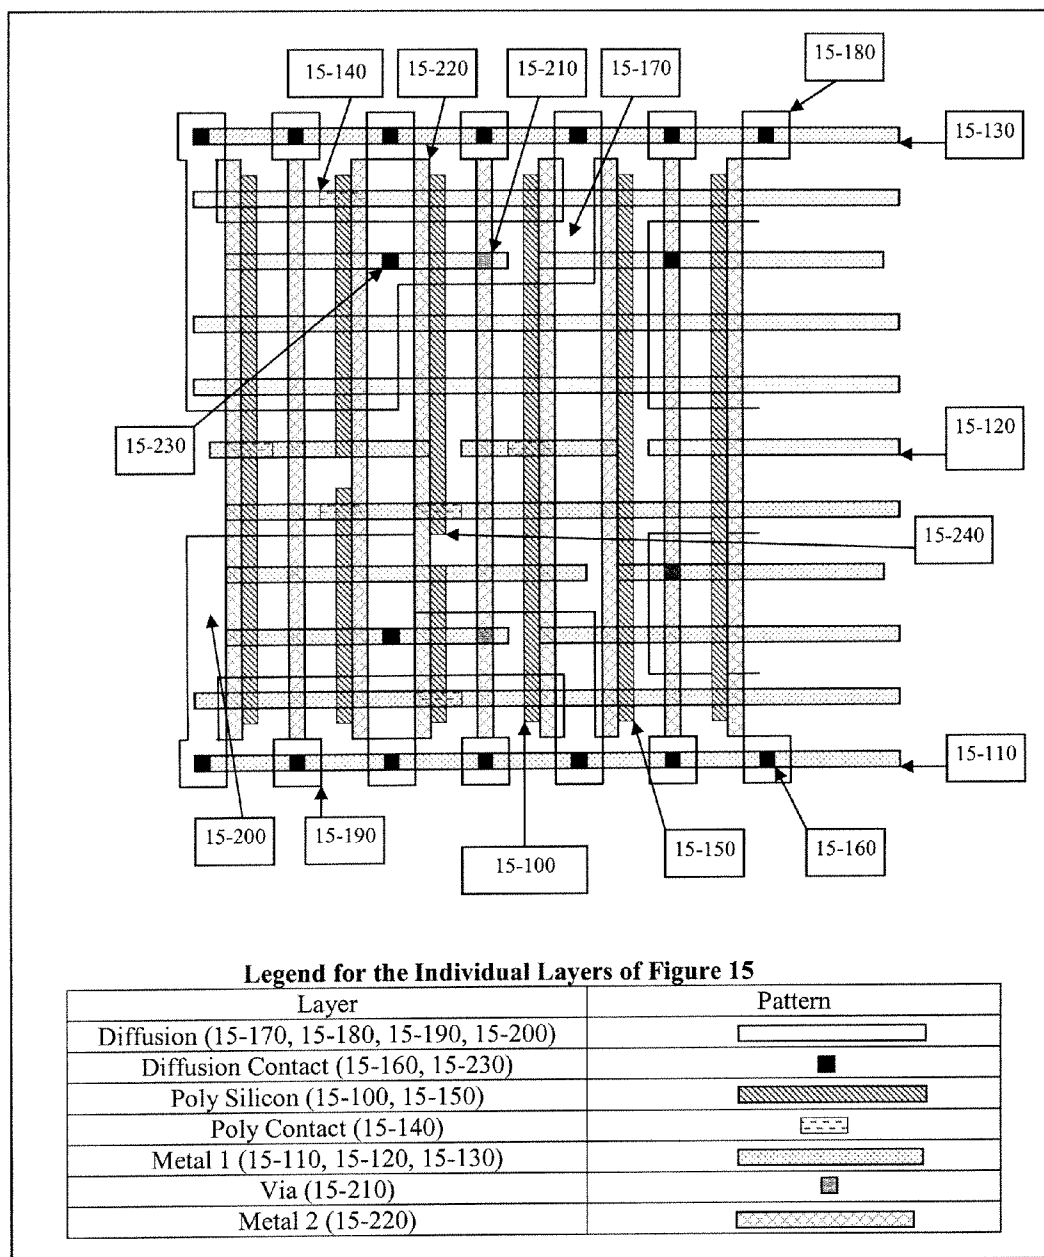 15-180
15-140
15-220
15-210
15-170
15-130
15-230
15-120
15-240
15-110
15-200
15-190
15-100
15-150
15-160
Legend for the Individual Layers of Figure 15
Layer Pattern
Diffusion (15-170, 15-180, 15-190, 15-200)
Diffusion Contact (15-160, 15-230)
Poly Silicon (15-100, 15-150)
Poly Contact (15-140)
Metal 1 (15-110, 15-120, 15-130)
Via (15-210)
Metal 2 (15-220)